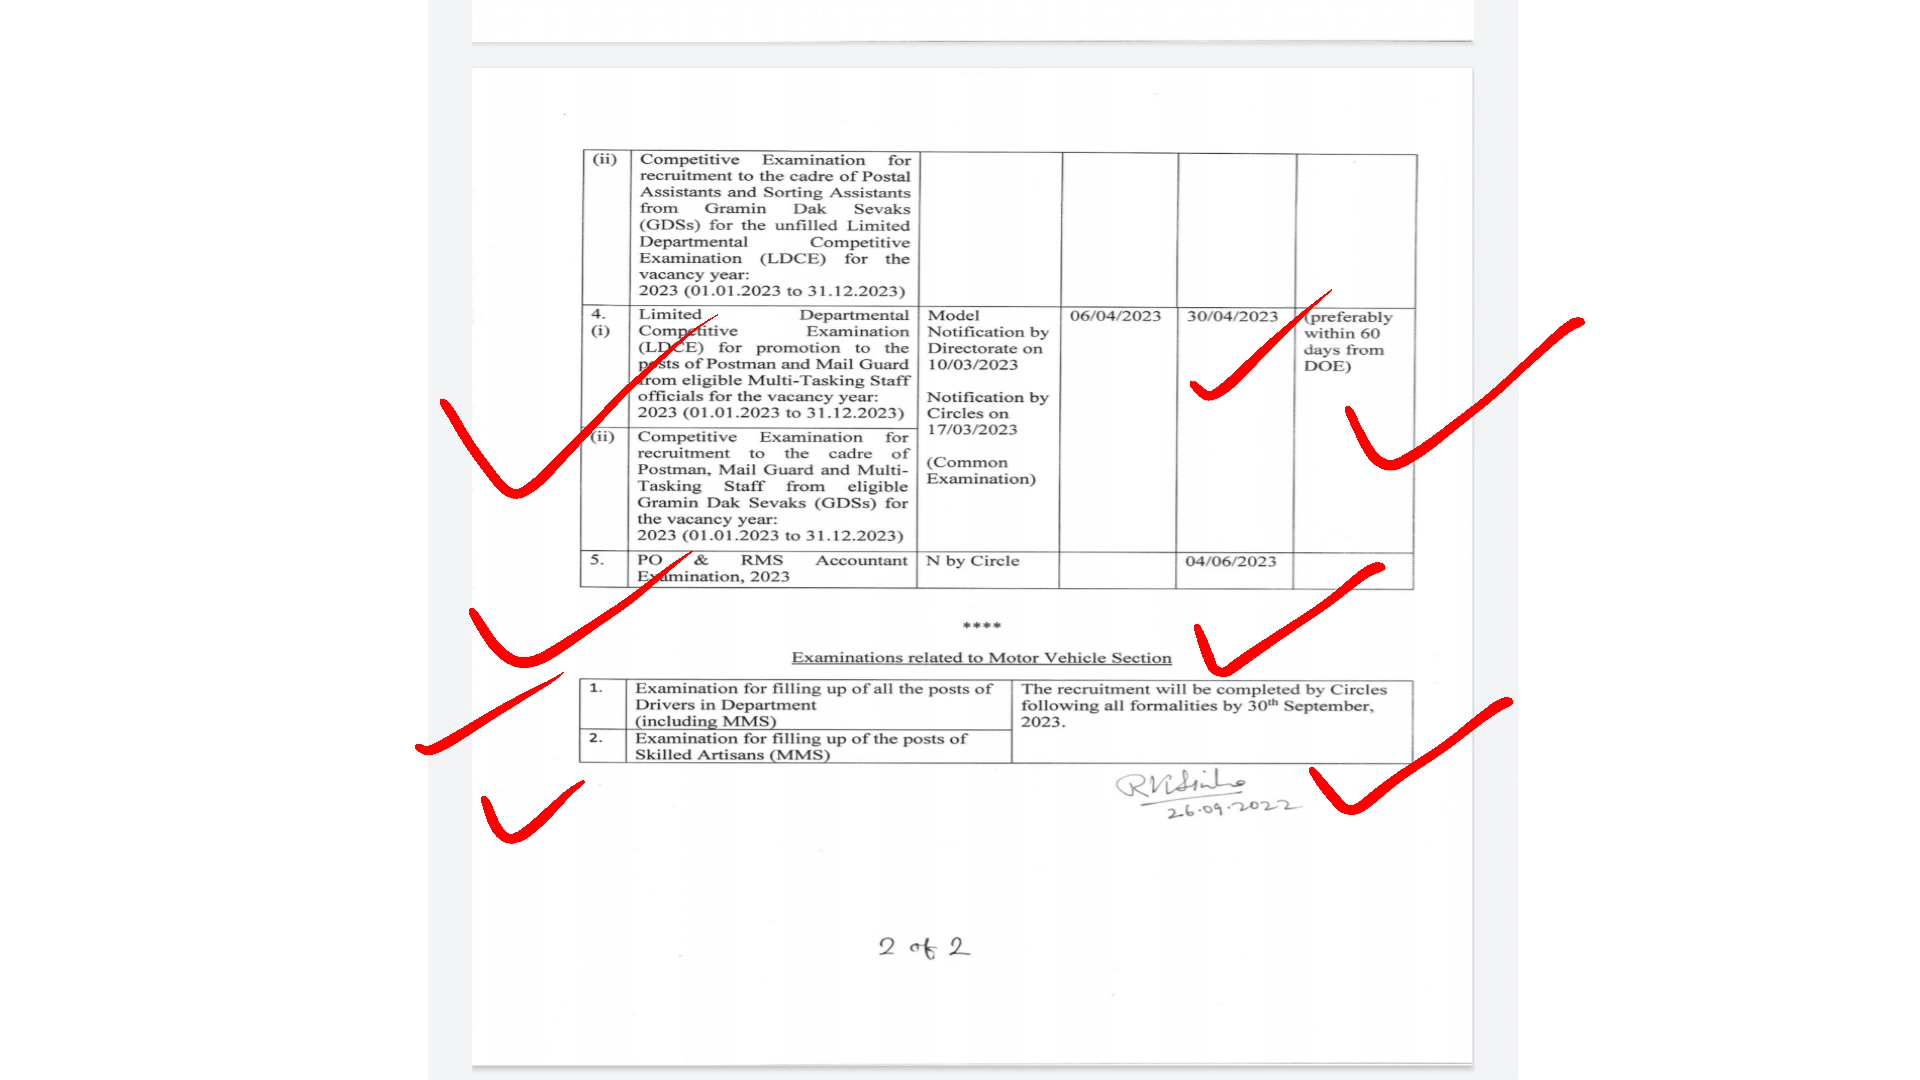 (ii) Competitive Examination for
recruitment to the cadre of Postal
Assistants and Sorting Assistants
from Gramin Dak Sevaks
(GDSs) for the unfilled Limited
Departmental Competitive
Examination (LDCE) for the
vacancy year:
2023 (01.01.2023 to 31.12.2023)
4.
(i)
Limited Departmental
Competitive Examination
(LDCE) for promotion to the
posts of Postman and Mail Guard
from eligible Multi-Tasking Staff
officials for the vacancy year:
2023 (01.01.2023 to 31.12.2023)
Model
Notification by
Directorate on
10/03/2023
Notification by
Circles on
17/03/2023
(Common
Examination)
06/04/2023
30/04/2023
(preferably
within 60
days from
DOE)
(ii) Competitive Examination for
recruitment to the cadre of
Postman, Mail Guard and Multi-
Tasking Staff from eligible
Gramin Dak Sevaks (GDSs) for
the vacancy year:
2023 (01.01.2023 to 31.12.2023)
5. PO & RMS Accountant
Examination, 2023
N by Circle
04/06/2023
****
Examinations related to Motor Vehicle Section
1. Examination for filling up of all the posts of
Drivers in Department
(including MMS)
The recruitment will be completed by Circles
following all formalities by 30th September,
2023.
2. Examination for filling up of the posts of
Skilled Artisans (MMS)
26.09.2022
2 of 2